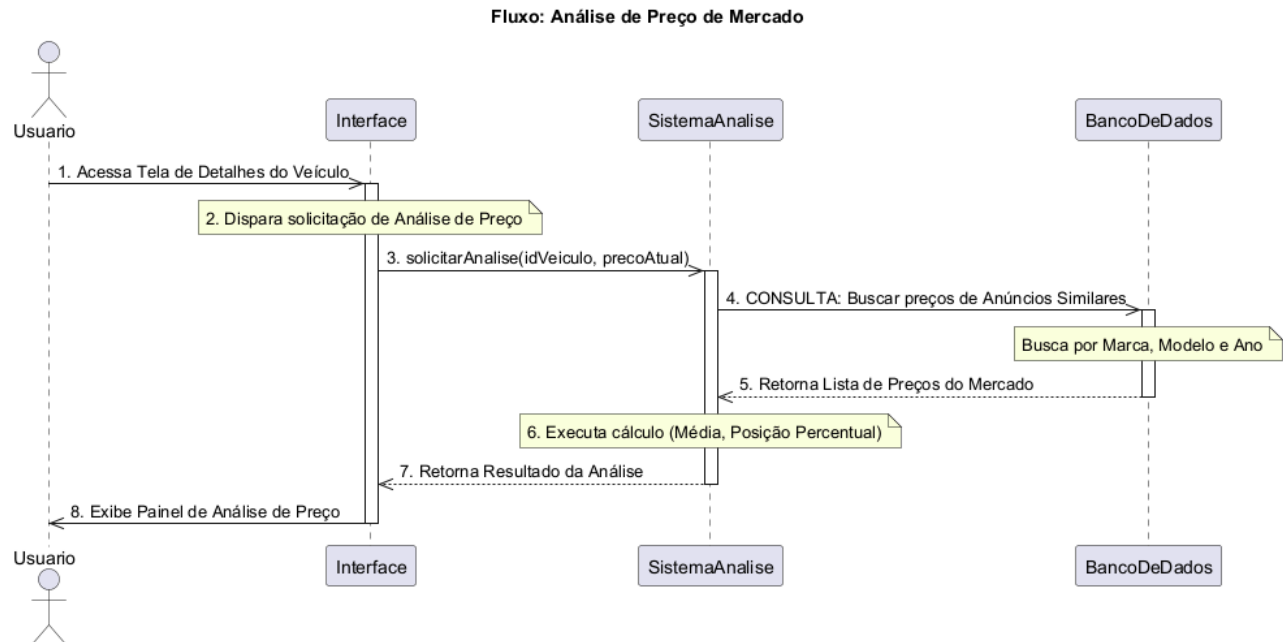 Fluxo: Análise de Preço de Mercado
Usuario
Interface
SistemaAnalise
BancoDeDados
1. Acessa Tela de Detalhes do Veículo
2. Dispara solicitação de Análise de Preço
3. solicitarAnalise(idVeiculo, precoAtual)
4. CONSULTA: Buscar preços de Anúncios Similares
Busca por Marca, Modelo e Ano
5. Retorna Lista de Preços do Mercado
6. Executa cálculo (Média, Posição Percentual)
7. Retorna Resultado da Análise
8. Exibe Painel de Análise de Preço
Usuario
Interface
SistemaAnalise
BancoDeDados